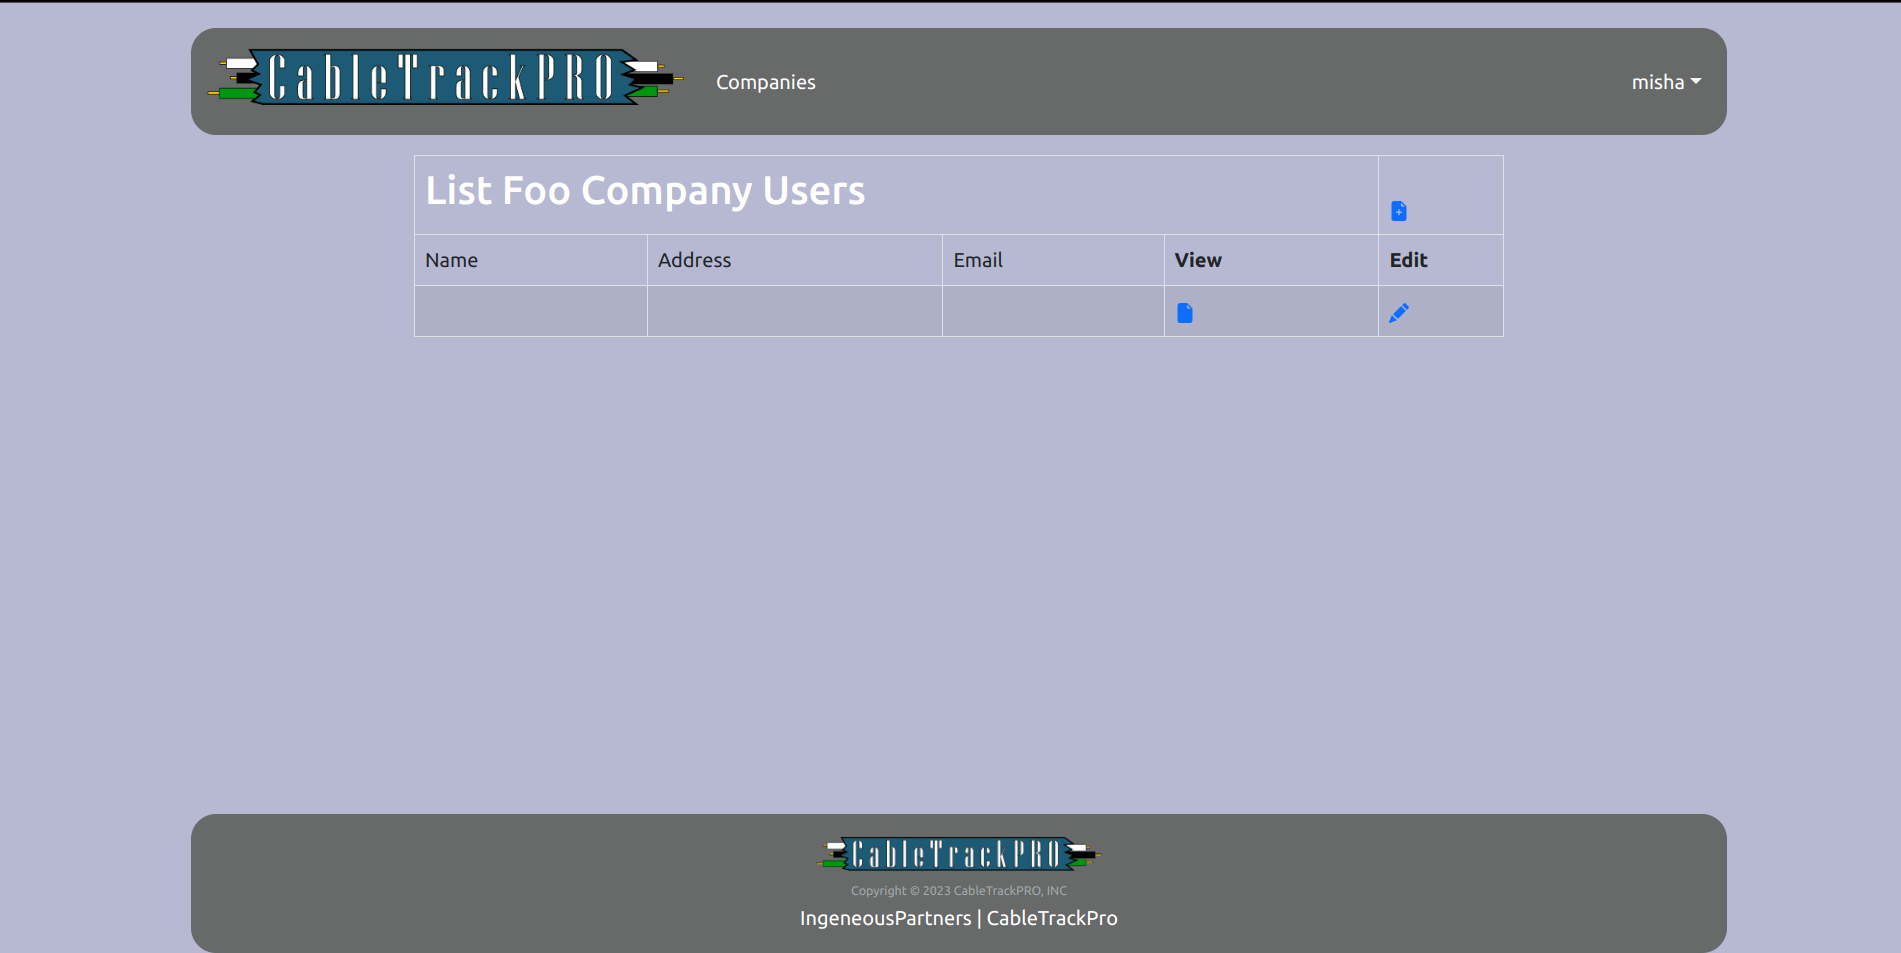 CableTrackPRO Companies misha
List Foo Company Users
Name Address Email View Edit
CableTrackPRO
Copyright © 2023 CableTrackPRO, INC
IngeneousPartners | CableTrackPro